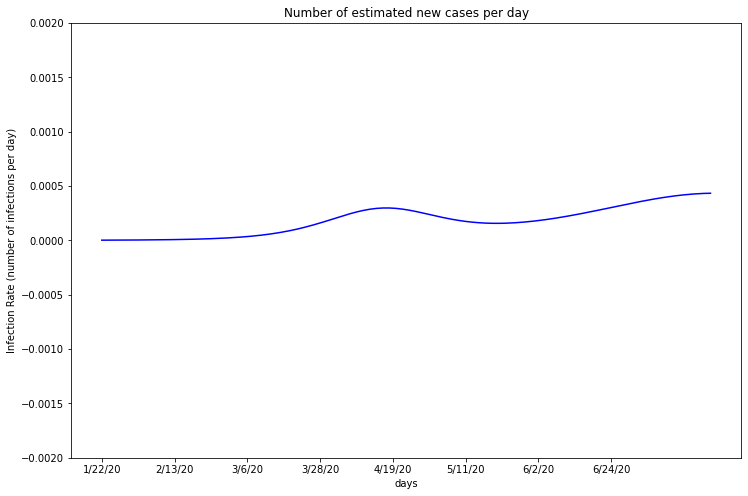 Number of estimated new cases per day
Infection Rate (number of infections per day)
0.0020
0.0015
0.0010
0.0005
0.0000
−0.0005
−0.0010
−0.0015
−0.0020
1/22/20 2/13/20 3/6/20 3/28/20 4/19/20 5/11/20 6/2/20 6/24/20
days